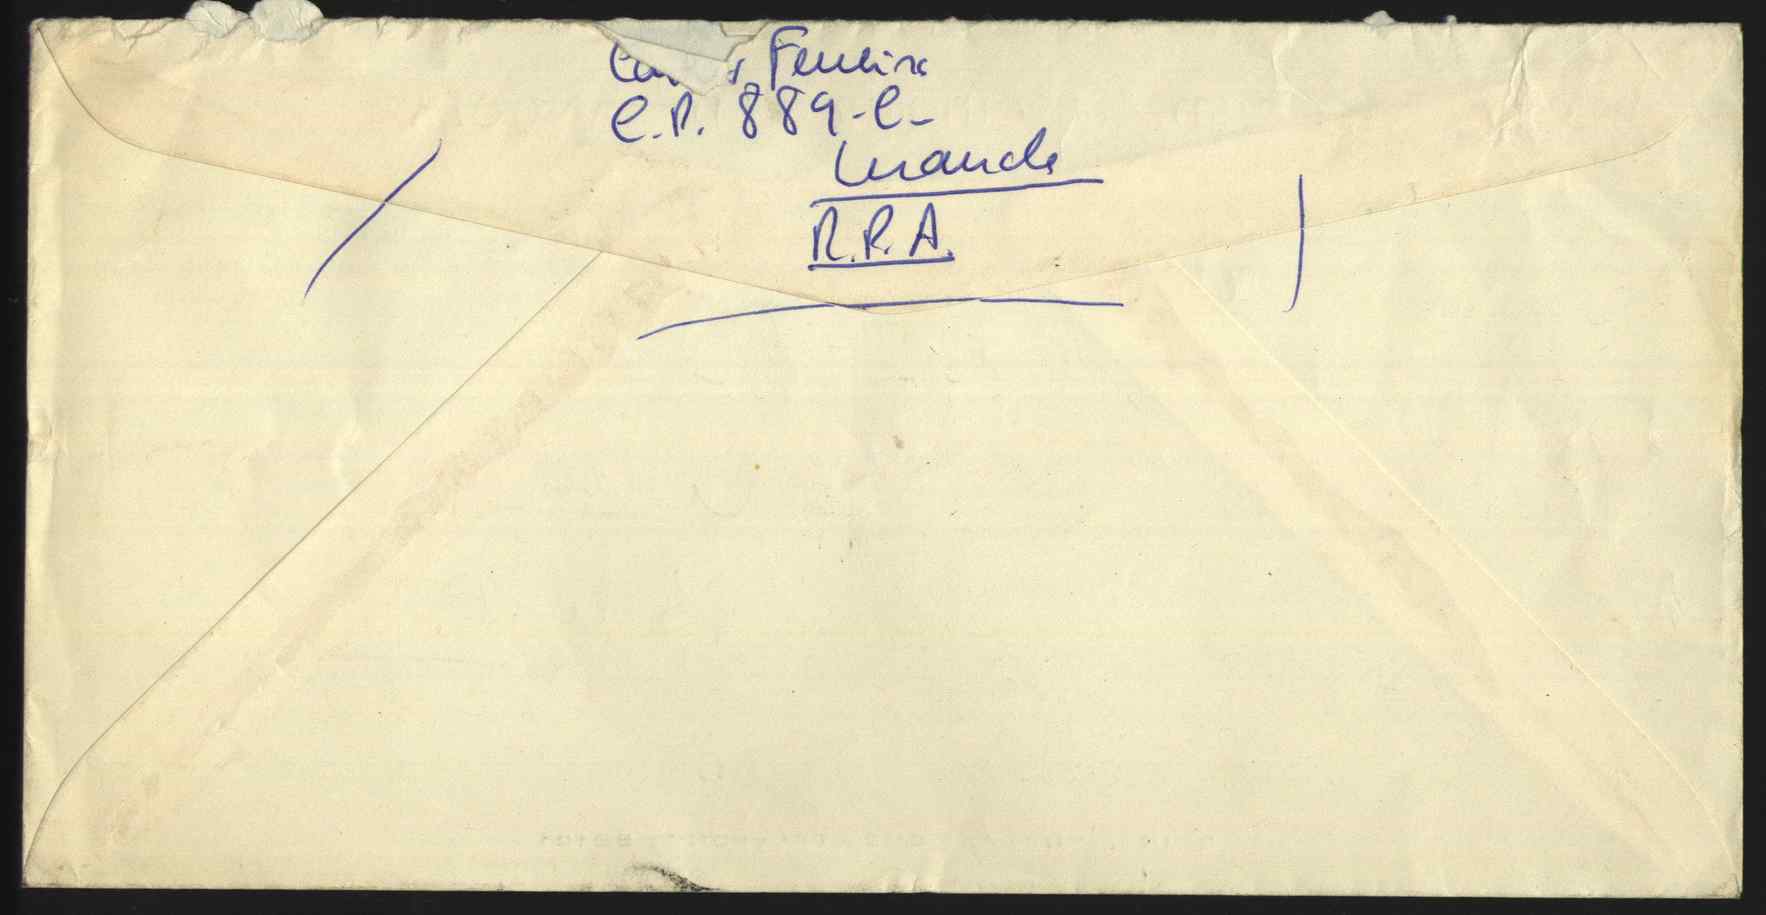 Ferreira
C.P. 889-C-
Luanda
R.P.A.